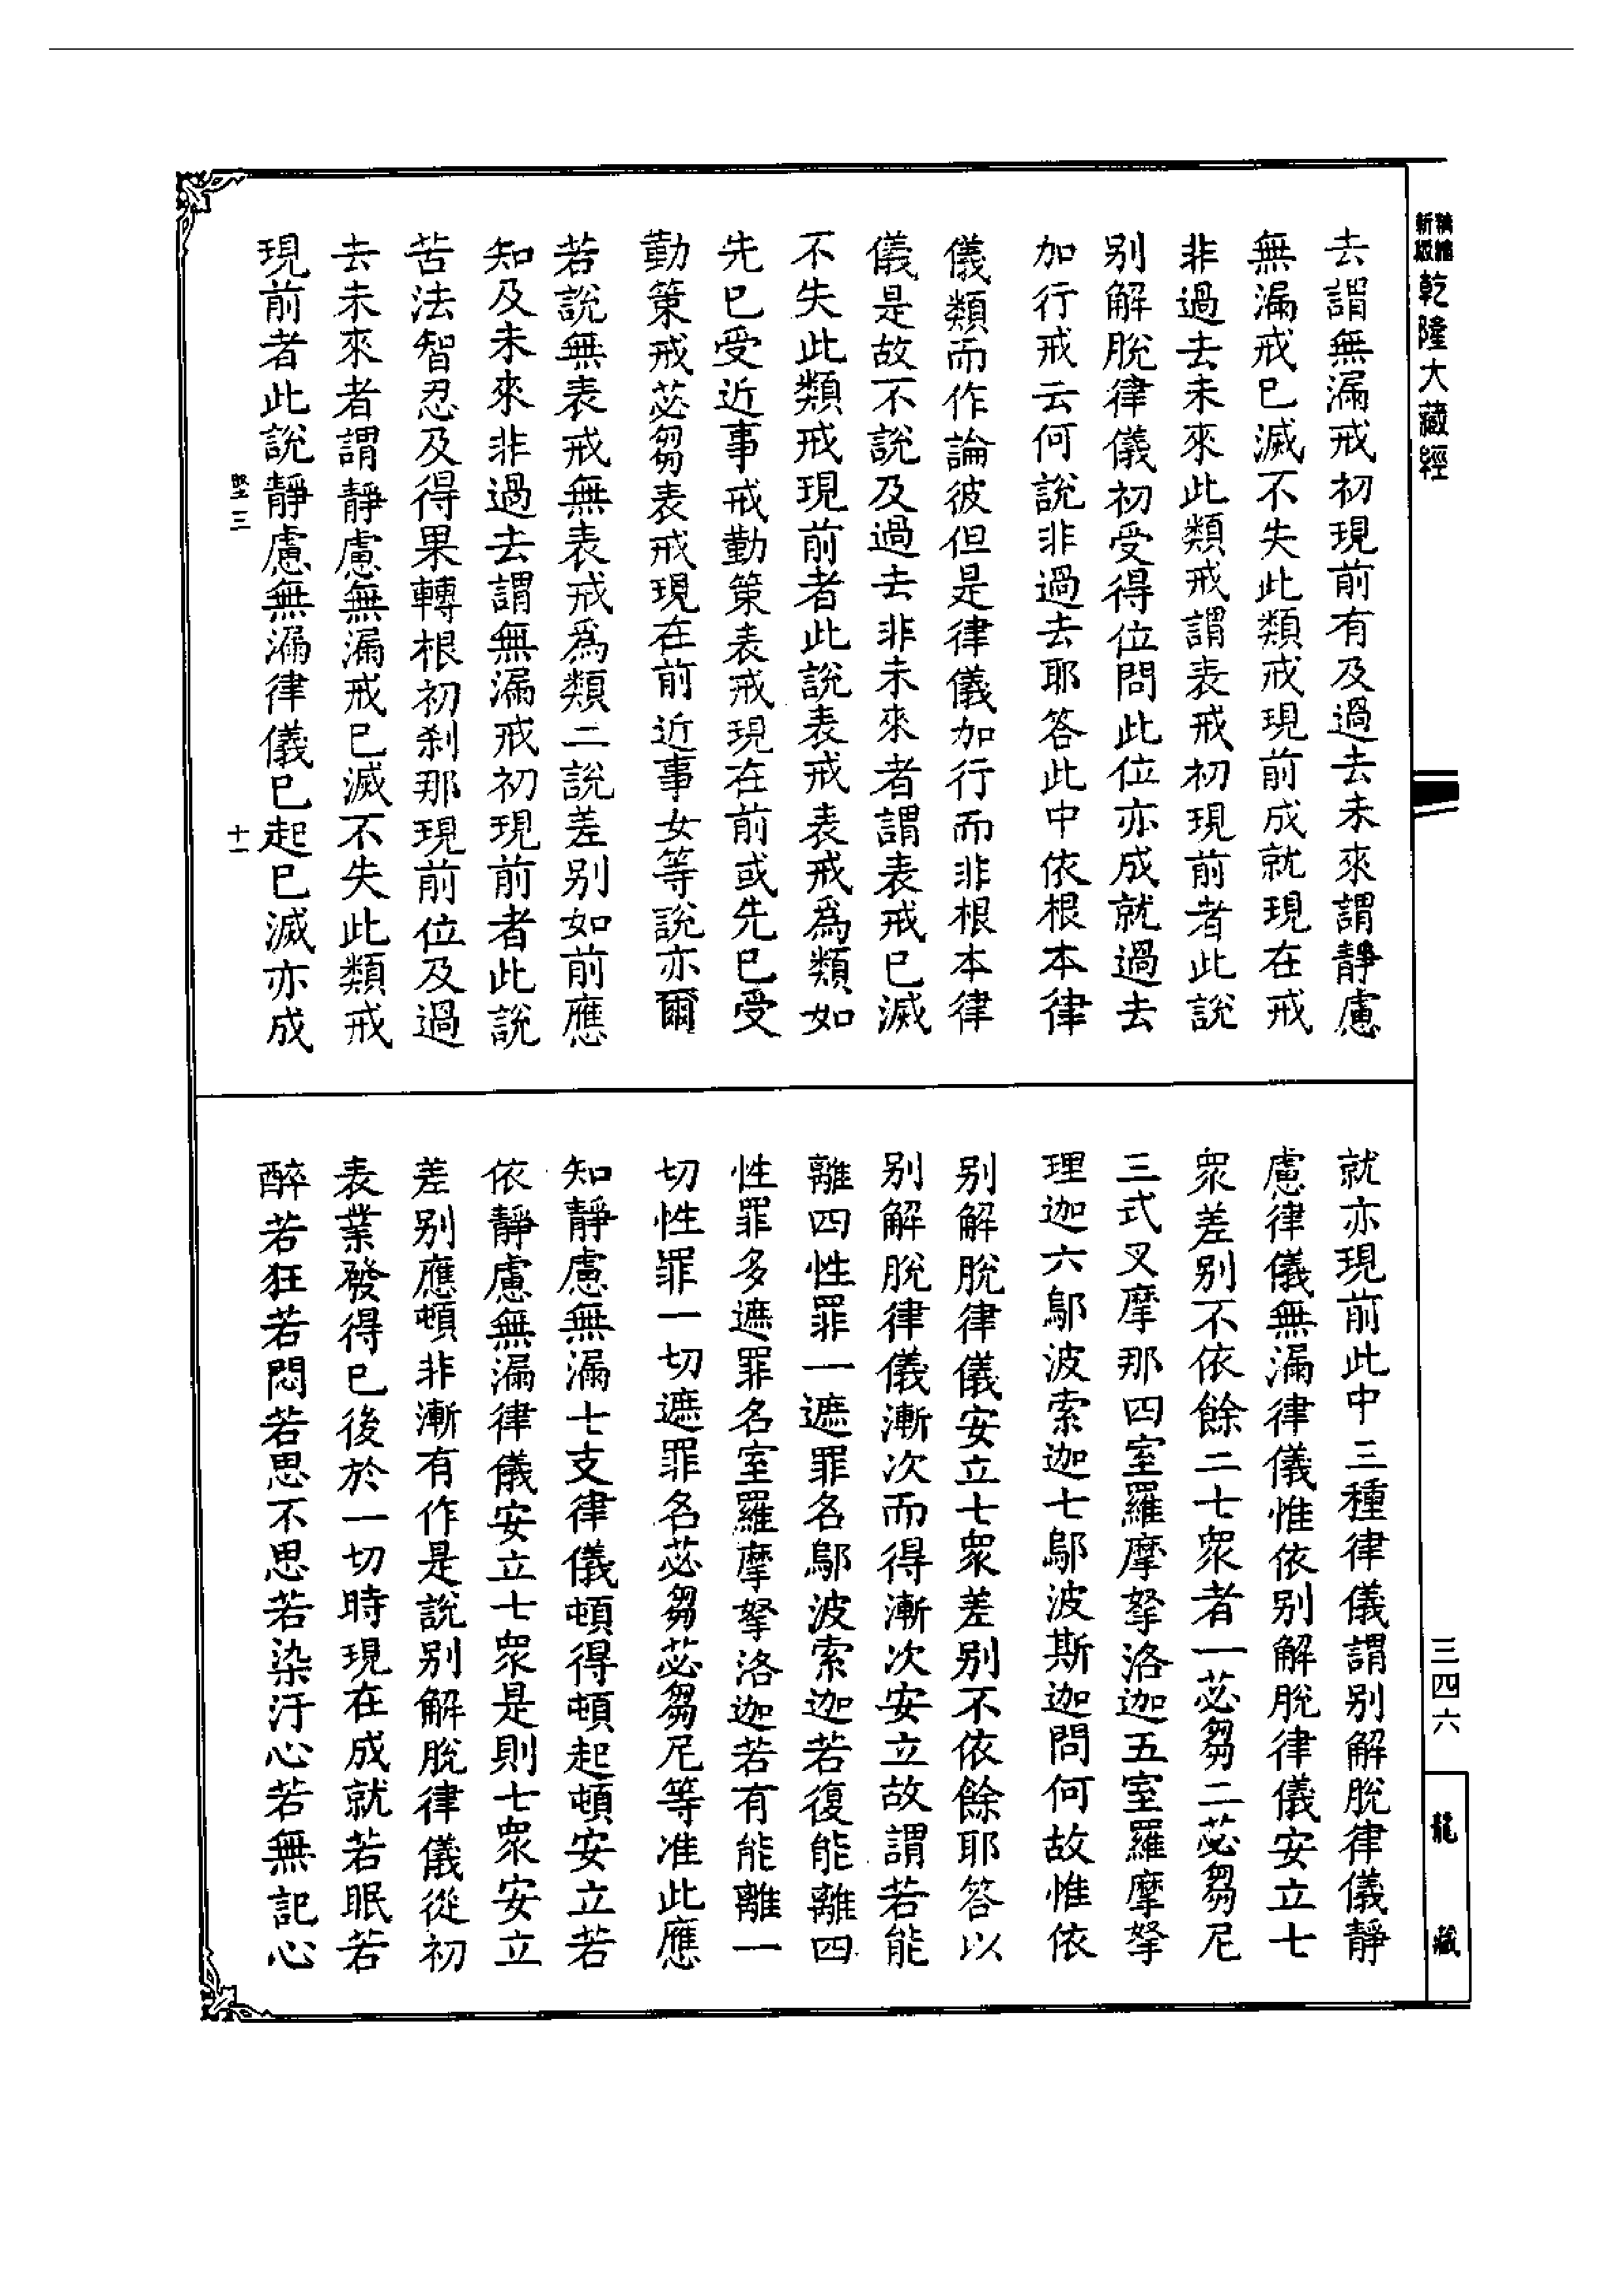 精縮新版乾隆大藏經
去謂無漏戒初現前有及過去未來謂靜慮
無漏戒已滅不失此類戒現前成就現在戒
非過去未來此類戒謂表戒初現前者此說
别解脫律儀初受得位問此位亦成就過去
加行戒云何說非過去耶答此中依根本律
儀類而作論彼但是律儀加行而非根本律
儀是故不說及過去非未來者謂表戒已滅
不失此類戒現前者此說表戒表戒爲類如
先已受近事戒勤策表戒現在前或先已受
勤策戒苾芻表戒現在前近事女等說亦爾
若說無表戒無表戒爲類二說差别如前應
知及未來非過去謂無漏戒初現前者此說
苦法智忍及得果轉根初刹那現前位及過
去未來者謂靜慮無漏戒已滅不失此類戒
現前者此說靜慮無漏律儀已起已滅亦成
三
十一
三四六
龍藏
就亦現前此中三種律儀謂别解脫律儀靜
慮律儀無漏律儀惟依别解脫律儀安立七
眾差别不依餘二七眾者一苾芻二苾芻尼
三式叉摩那四室羅摩拏洛迦五室羅摩拏
理迦六鄔波索迦七鄔波斯迦問何故惟依
别解脫律儀安立七眾差别不依餘耶答以
别解脫律儀漸次而得漸次安立故謂若能
離四性罪一遮罪名鄔波索迦若復能離四
性罪多遮罪名室羅摩拏洛迦若有能離一
切性罪一切遮罪名苾芻苾芻尼等准此應
知靜慮無漏七支律儀頓得頓起頓安立若
依靜慮無漏律儀安立七眾是則七眾安立
差别應頓非漸有作是說别解脫律儀從初
表業發得已後於一切時現在成就若眠若
醉若狂若悶若思不思若染汙心若無記心